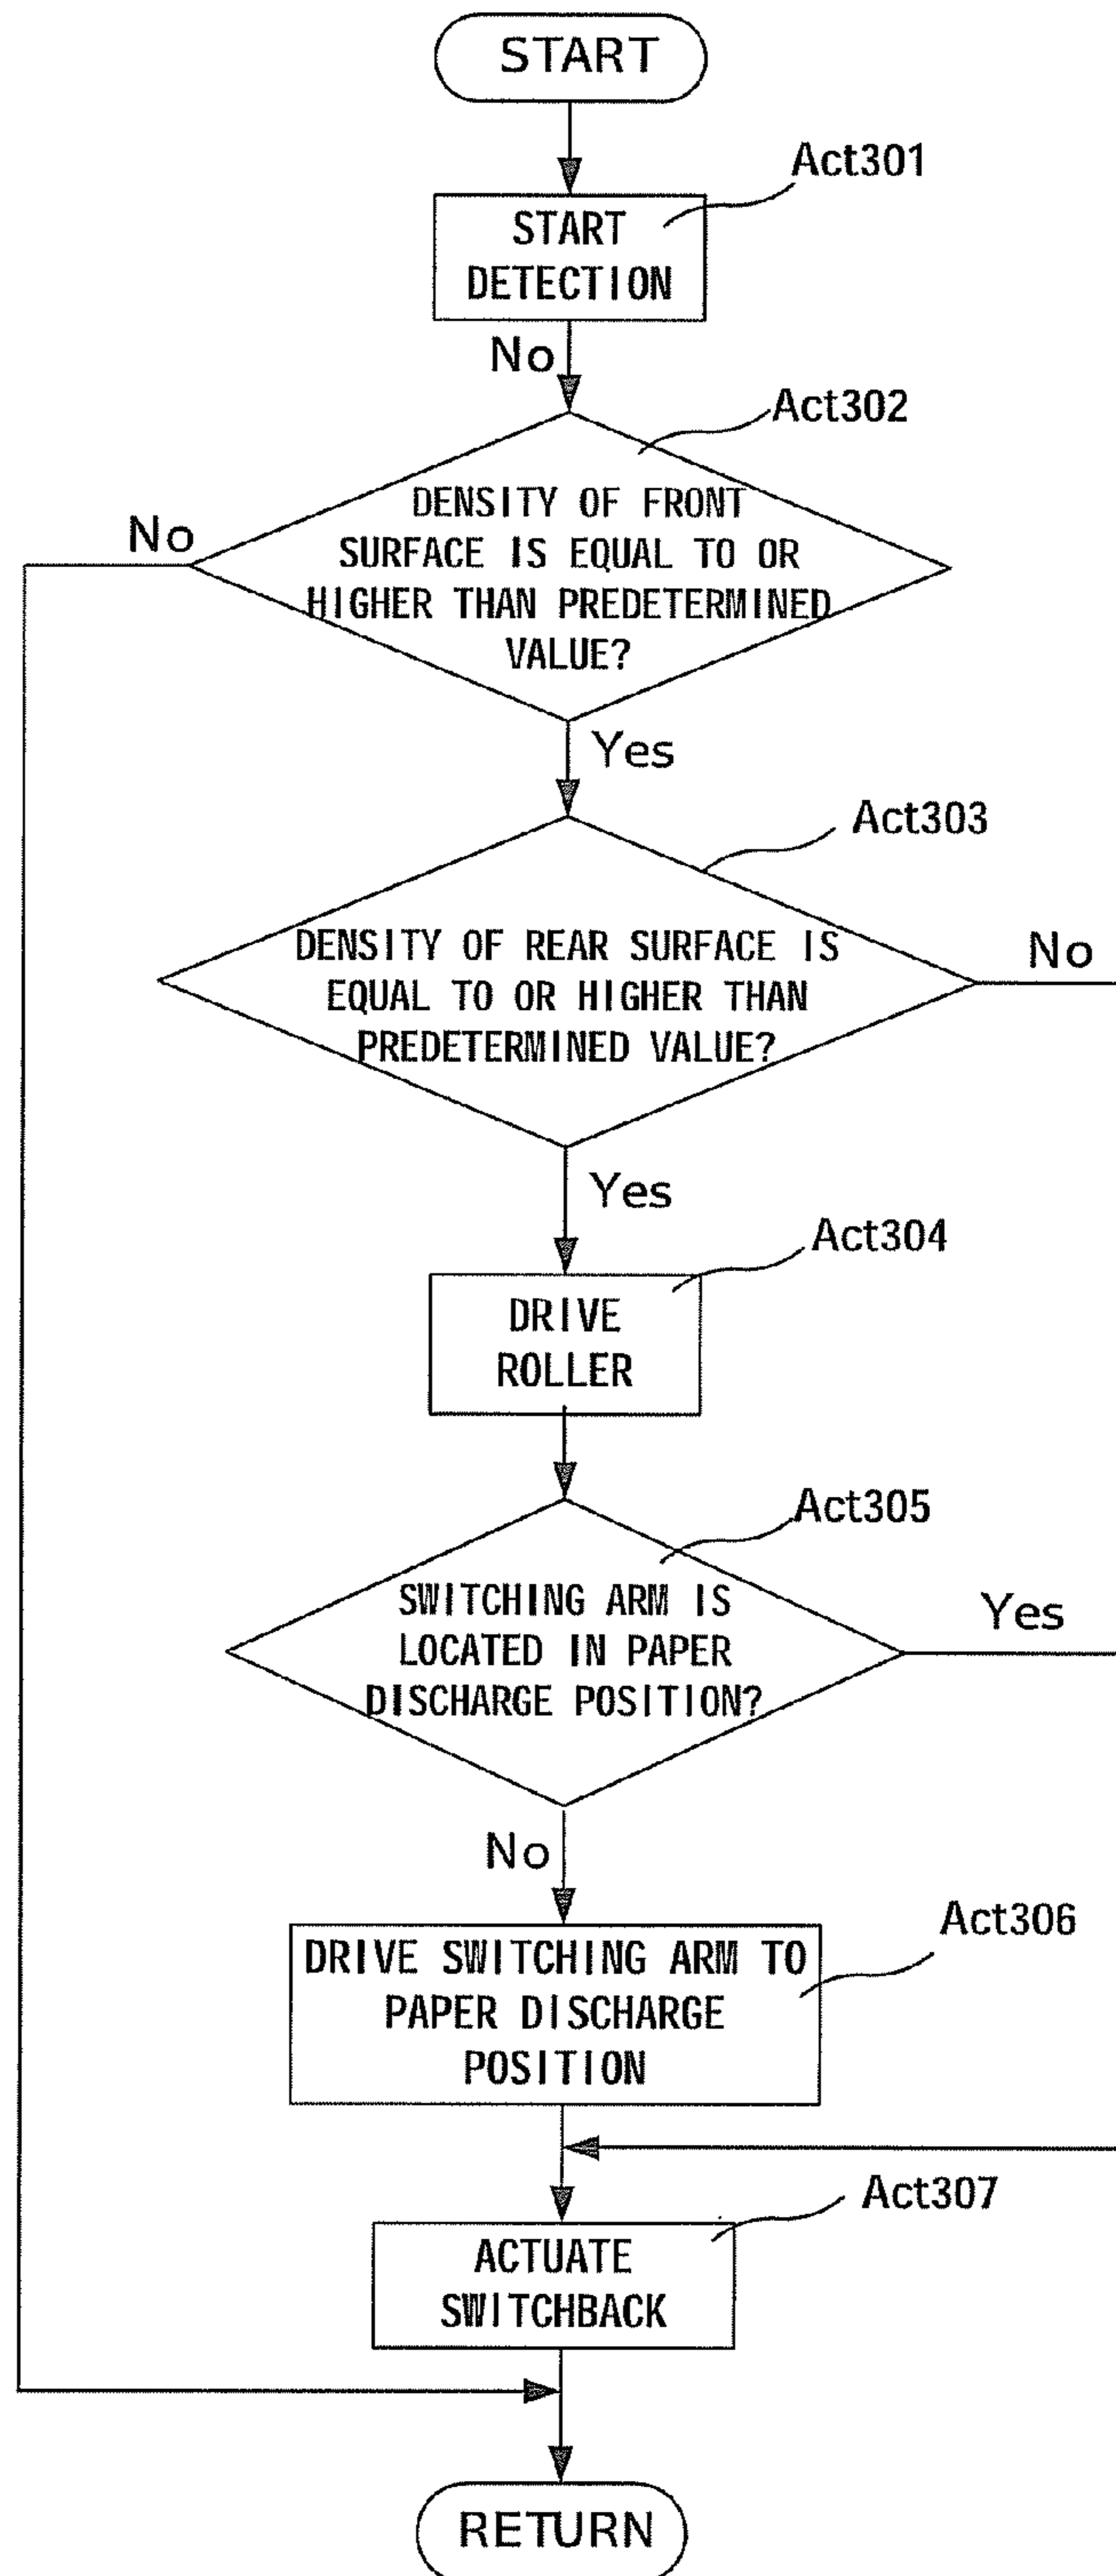 START
Act301
START
DETECTION
No
Act302
DENSITY OF FRONT
SURFACE IS EQUAL TO OR
HIGHER THAN PREDETERMINED
VALUE?
No
Yes
Act303
DENSITY OF REAR SURFACE IS
EQUAL TO OR HIGHER THAN
PREDETERMINED VALUE?
No
Yes
Act304
DRIVE
ROLLER
Act305
SWITCHING ARM IS
LOCATED IN PAPER
DISCHARGE POSITION?
Yes
No
Act306
DRIVE SWITCHING ARM TO
PAPER DISCHARGE
POSITION
Act307
ACTUATE
SWITCHBACK
RETURN